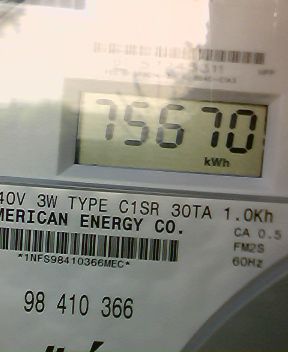 75670
kWh
40V 3W TYPE C1SR 30TA 1.0Kh
MERICAN ENERGY CO.
CA 0.5
FM2S
60Hz
*1NFS98410366MEC*
98 410 366